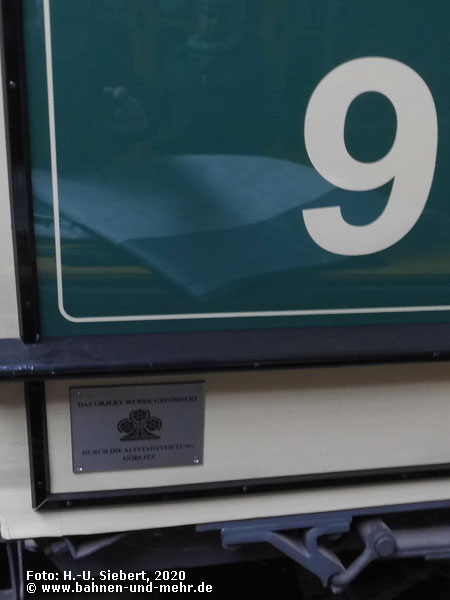 9
DAS OBJEKT WURDE GEFÖRDERT
DURCH DIE ALTSTADTSTIFTUNG
GÖRLITZ
Foto: H.-U. Siebert, 2020
© www.bahnen-und-mehr.de